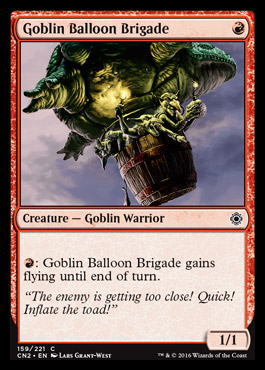 Goblin Balloon Brigade
Creature — Goblin Warrior
: Goblin Balloon Brigade gains
flying until end of turn.
“The enemy is getting too close! Quick!
Inflate the toad!”
1/1
159/221 C
CN2 • EN Lars Grant-West
™ & © 2016 Wizards of the Coast